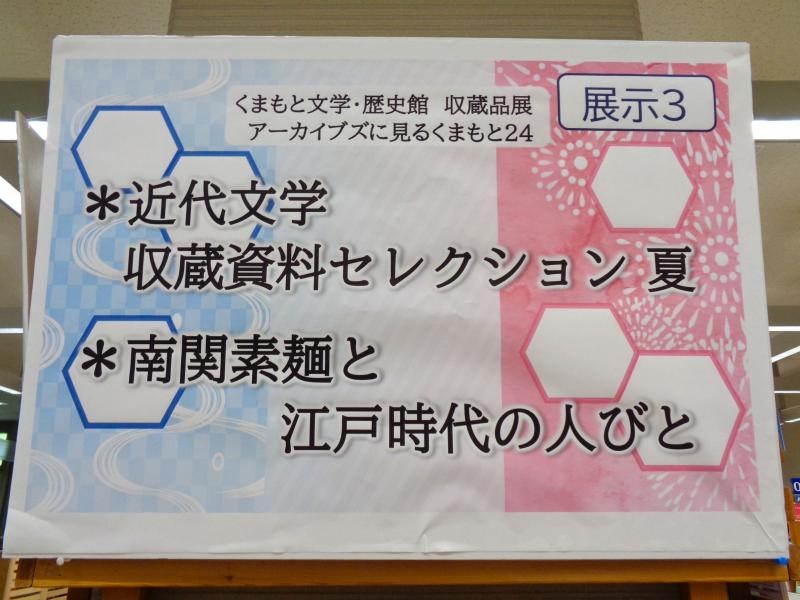 展示3
くまもと文学・歴史館 収蔵品展
アーカイブズに見るくまもと24
＊近代文学
収蔵資料セレクション 夏
＊南関素麺と
江戸時代の人びと